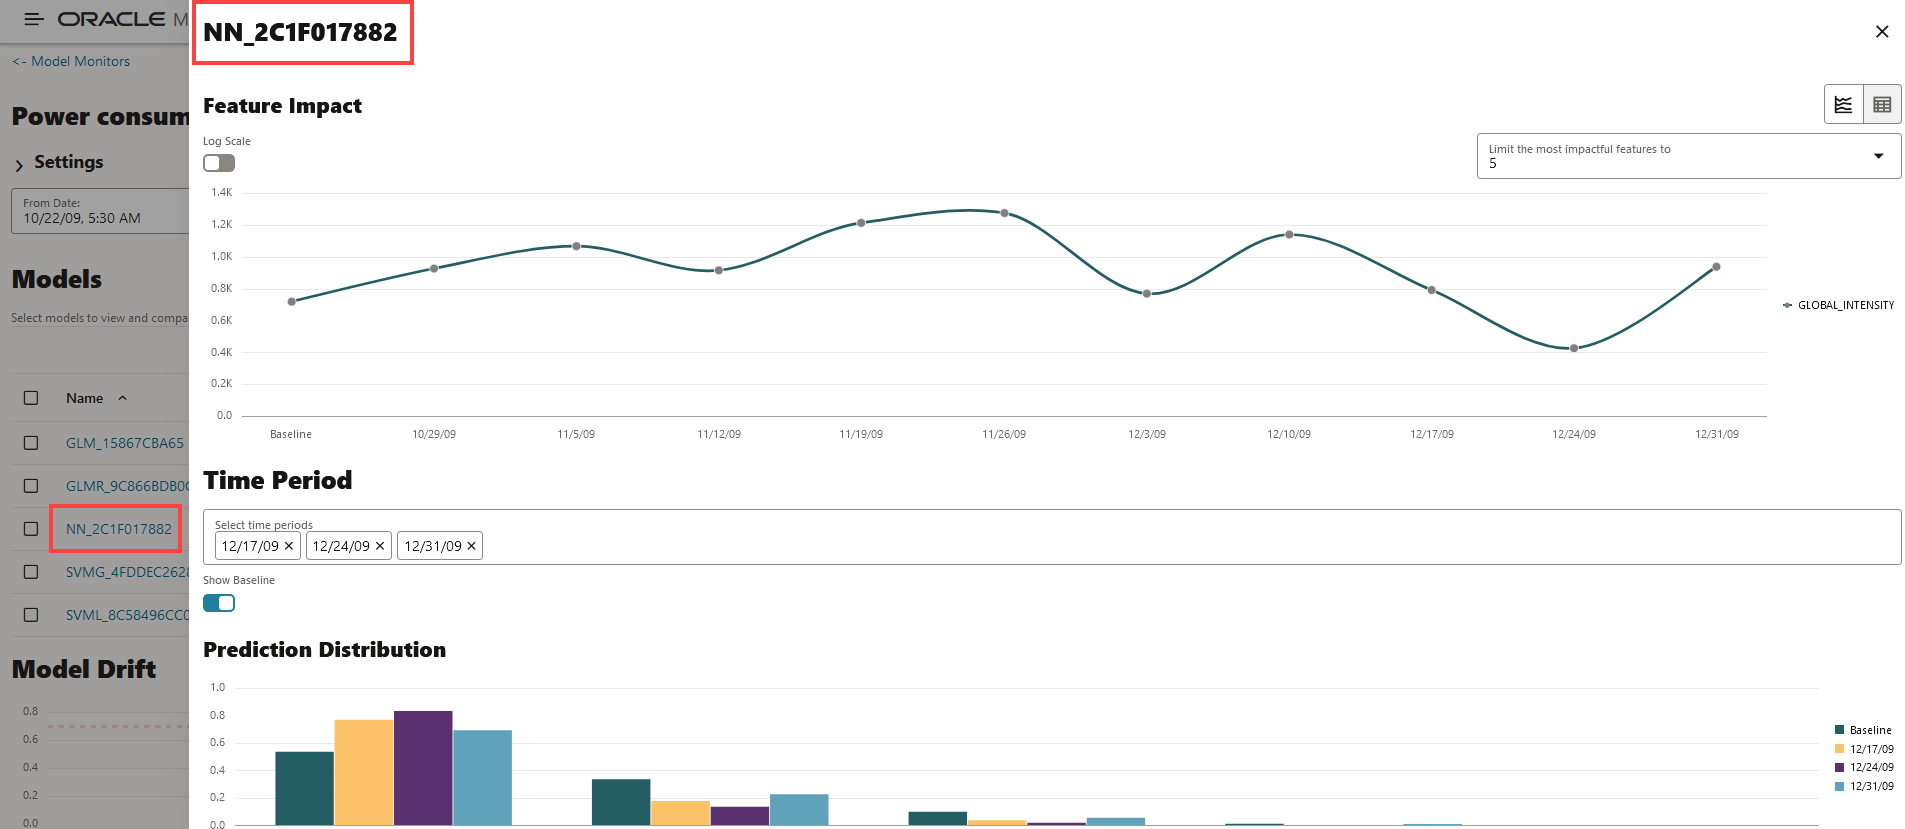 ORACLE M
<- Model Monitors
Power consum
Settings
From Date:
10/22/09, 5:30 AM
Models
Select models to view and compa
Name
GLM_15867CBA65
GLMR_9C866BDB0C
NN_2C1F017882
SVMG_4FDDEC2628
SVML_8C58496CC0
Model Drift
0.8
0.6
0.4
0.2
0.0
NN_2C1F017882
Feature Impact
Log Scale
Limit the most impactful features to
5
1.4K
1.2K
1.0K
0.8K
0.6K
0.4K
0.2K
0.0
Baseline 10/29/09 11/5/09 11/12/09 11/19/09 11/26/09 12/3/09 12/10/09 12/17/09 12/24/09 12/31/09
GLOBAL_INTENSITY
Time Period
Select time periods
12/17/09 × 12/24/09 × 12/31/09 ×
Show Baseline
Prediction Distribution
1.0
0.8
0.6
0.4
0.2
0.0
Baseline
12/17/09
12/24/09
12/31/09